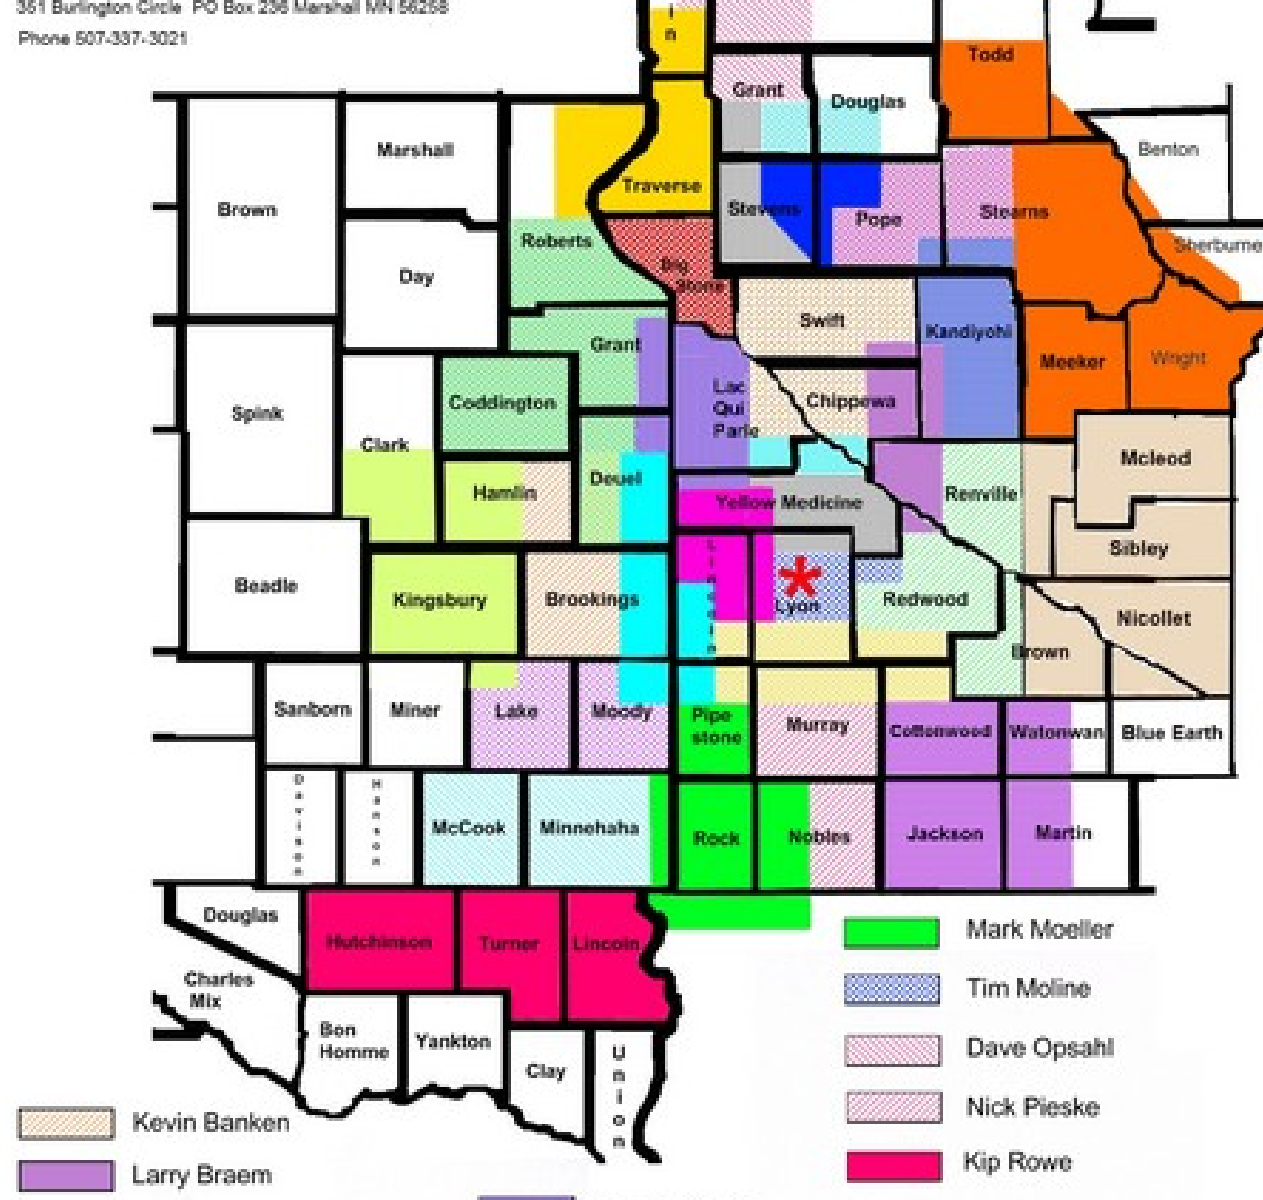 351 Burlington Circle PO Box 236 Marshall MN 56258
Phone 507-337-3021
i
n
Todd
Grant
Douglas
Benton
Marshall
Traverse
Brown
Stevens
Pope
Stearns
Roberts
Sherburne
Day
Big
Stone
Swift
Kandiyohi
Grant
Meeker
Wright
Lac
Qui
Parle
Coddington
Chippewa
Spink
Clark
Mcleod
Deuel
Hamlin
Renville
Yellow Medicine
Sibley
Beadle
Lincoln
*
Kingsbury
Brookings
Lyon
Redwood
Nicollet
Brown
Sanborn
Miner
Lake
Moody
Pipe
stone
Murray
Cottonwood
Watonwan
Blue Earth
Davison
Hanson
McCook
Minnehaha
Rock
Nobles
Jackson
Martin
Douglas
Hutchinson
Turner
Lincoln
Charles
Mix
Bon
Homme
Yankton
Clay
Union
Mark Moeller
Tim Moline
Dave Opsahl
Nick Pieske
Kip Rowe
Kevin Banken
Larry Braem